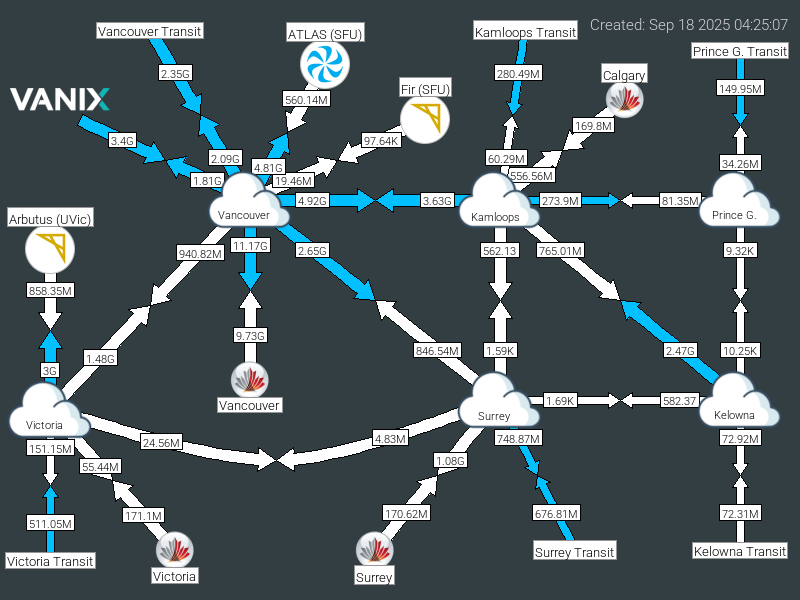 Created: Sep 18 2025 04:25:07
Vancouver Transit
ATLAS (SFU)
Kamloops Transit
Prince G. Transit
2.35G
280.49M
Calgary
149.95M
VANIX
560.14M
Fir (SFU)
169.8M
3.4G
97.64K
2.09G
4.81G
60.29M
34.26M
1.81G
19.46M
556.56M
4.92G
3.63G
273.9M
81.35M
Arbutus (UVic)
Vancouver
Kamloops
Prince G.
940.82M
11.17G
2.65G
562.13
765.01M
9.32K
858.35M
9.73G
1.48G
846.54M
1.59K
2.47G
10.25K
3G
Vancouver
1.69K
582.37
Victoria
Surrey
Kelowna
151.15M
24.56M
4.83M
748.87M
72.92M
55.44M
1.08G
511.05M
171.1M
170.62M
676.81M
72.31M
Victoria Transit
Victoria
Surrey
Surrey Transit
Kelowna Transit